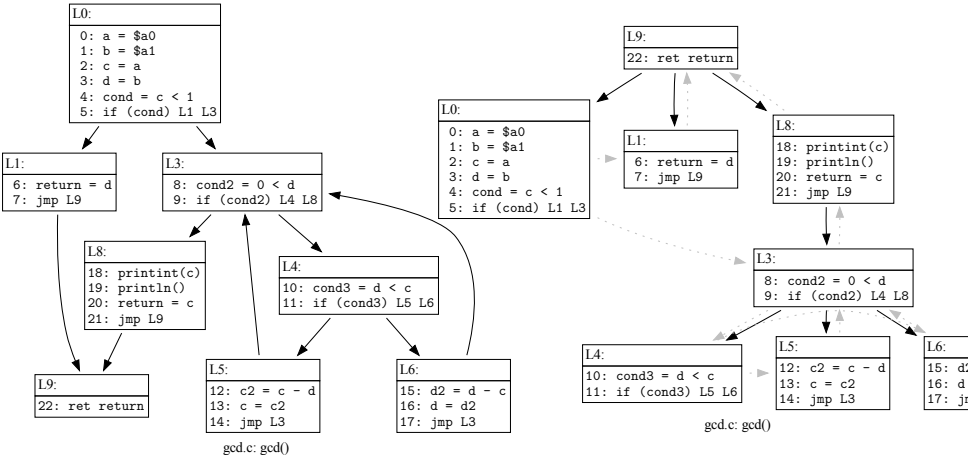 L0:
0: a = $a0
1: b = $a1
2: c = a
3: d = b
4: cond = c < 1
5: if (cond) L1 L3
L1:
6: return = d
7: jmp L9
L3:
8: cond2 = 0 < d
9: if (cond2) L4 L8
L8:
18: printint(c)
19: println()
20: return = c
21: jmp L9
L4:
10: cond3 = d < c
11: if (cond3) L5 L6
L9:
22: ret return
L5:
12: c2 = c - d
13: c = c2
14: jmp L3
L6:
15: d2 = d - c
16: d = d2
17: jmp L3
gcd.c: gcd()
L9:
22: ret return
L0:
0: a = $a0
1: b = $a1
2: c = a
3: d = b
4: cond = c < 1
5: if (cond) L1 L3
L1:
6: return = d
7: jmp L9
L8:
18: printint(c)
19: println()
20: return = c
21: jmp L9
L3:
8: cond2 = 0 < d
9: if (cond2) L4 L8
L4:
10: cond3 = d < c
11: if (cond3) L5 L6
L5:
12: c2 = c - d
13: c = c2
14: jmp L3
L6:
15: d2
16: d
17:
gcd.c: gcd()